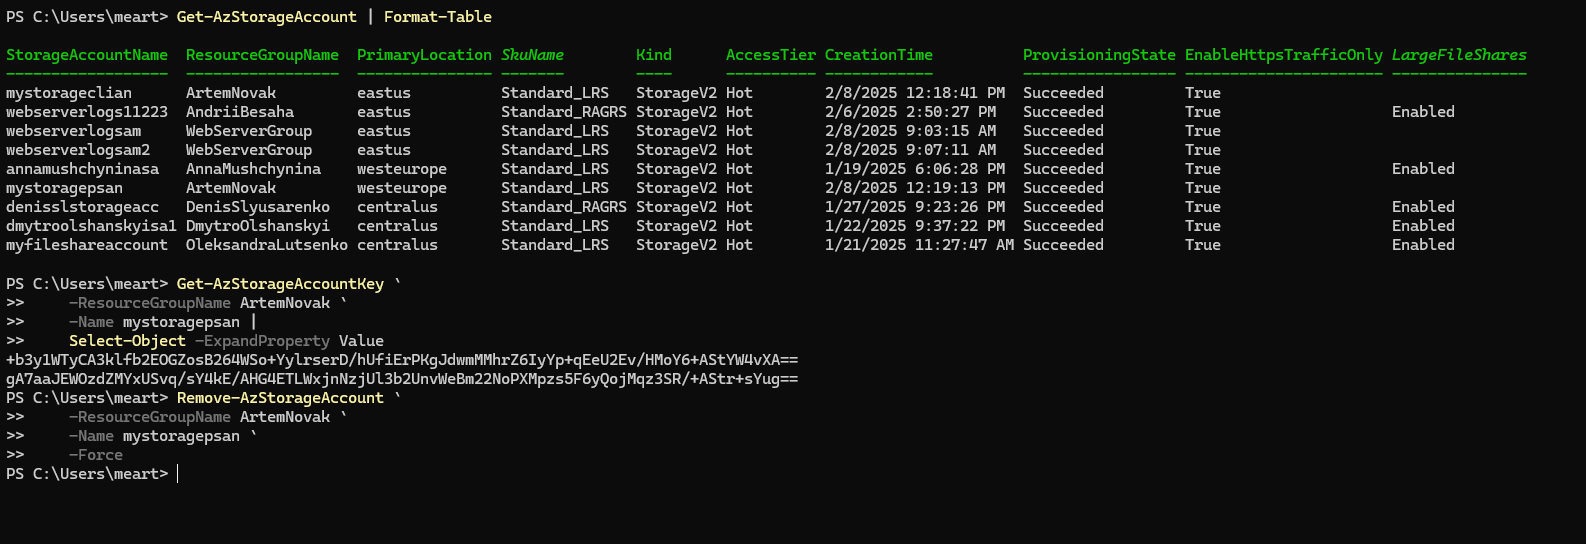 PS C:\Users\meart> Get-AzStorageAccount | Format-Table
StorageAccountName ResourceGroupName PrimaryLocation SkuName Kind AccessTier CreationTime ProvisioningState EnableHttpsTrafficOnly LargeFileShares
------------------ ----------------- --------------- ------- ---- ---------- ------------ ----------------- ---------------------- ---------------
mystorageclian ArtemNovak eastus Standard_LRS StorageV2 Hot 2/8/2025 12:18:41 PM Succeeded True
webserverlogs11223 AndriiBesaha eastus Standard_RAGRS StorageV2 Hot 2/6/2025 2:50:27 PM Succeeded True Enabled
webserverlogsam WebServerGroup eastus Standard_LRS StorageV2 Hot 2/8/2025 9:03:15 AM Succeeded True
webserverlogsam2 WebServerGroup eastus Standard_LRS StorageV2 Hot 2/8/2025 9:07:11 AM Succeeded True
annamushchyninasa AnnaMushchynina westeurope Standard_LRS StorageV2 Hot 1/19/2025 6:06:28 PM Succeeded True Enabled
mystoragepsan ArtemNovak westeurope Standard_LRS StorageV2 Hot 2/8/2025 12:19:13 PM Succeeded True
denisslstorageacc DenisSlyusarenko centralus Standard_RAGRS StorageV2 Hot 1/27/2025 9:23:26 PM Succeeded True Enabled
dmytroolshanskyisa1 DmytroOlshanskyi centralus Standard_LRS StorageV2 Hot 1/22/2025 9:37:22 PM Succeeded True Enabled
myfileshareaccount OleksandraLutsenko centralus Standard_LRS StorageV2 Hot 1/21/2025 11:27:47 AM Succeeded True Enabled
PS C:\Users\meart> Get-AzStorageAccountKey `
>> -ResourceGroupName ArtemNovak `
>> -Name mystoragepsan |
>> Select-Object -ExpandProperty Value
+b3y1WTyCA3klfb2EOGZosB264WSo+YylrserD/hUfiErPKgJdwmMMhrZ6IyYp+qEeU2Ev/HMoY6+AStYW4vXA==
gA7aaJEWOzdZMYxUSvq/sY4kE/AHG4ETLWxjnNzjUl3b2UnvWeBm22NoPXMpzs5F6yQojMqz3SR/+AStr+sYug==
PS C:\Users\meart> Remove-AzStorageAccount `
>> -ResourceGroupName ArtemNovak `
>> -Name mystoragepsan `
>> -Force
PS C:\Users\meart>